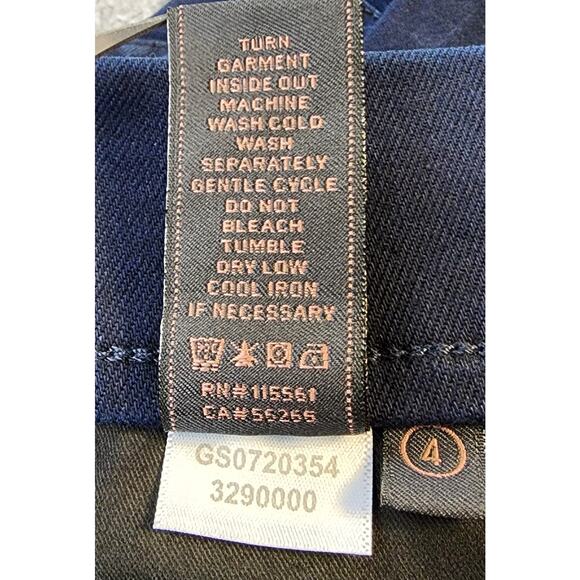 TURN
GARMENT
INSIDE OUT
MACHINE
WASH COLD
WASH
SEPARATELY
GENTLE CYCLE
DO NOT
BLEACH
TUMBLE
DRY LOW
COOL IRON
IF NECESSARY
RN#115561
CA#55265
GS0720354
3290000
4